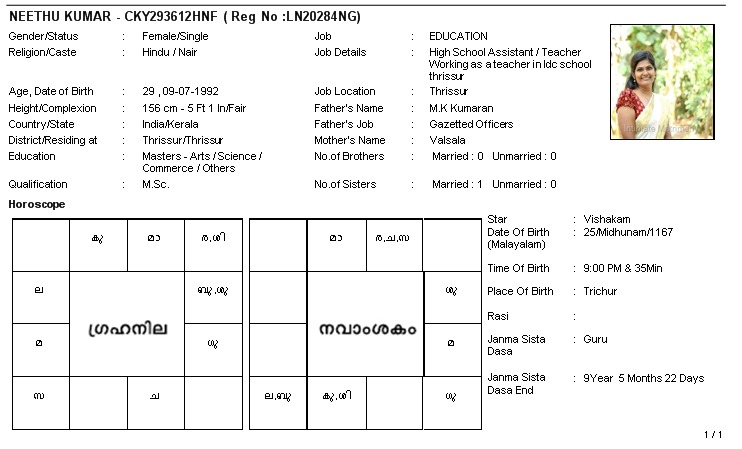 NEETHU KUMAR - CKY293612HNF ( Reg No :LN20284NG)
Gender/Status : Female/Single Job : EDUCATION
Religion/Caste : Hindu / Nair Job Details : High School Assistant / Teacher
Working as a teacher in ldc school
thrissur
Age, Date of Birth : 29 ,09-07-1992 Job Location : Thrissur
Height/Complexion : 156 cm - 5 Ft 1 In/Fair Father's Name : M.K Kumaran
Country/State : India/Kerala Father's Job : Gazetted Officers
District/Residing at : Thrissur/Thrissur Mother's Name : Valsala
Education : Masters - Arts / Science / No.of Brothers : Married : 0 Unmarried : 0
Commerce / Others
Qualification : M.Sc. No.of Sisters : Married : 1 Unmarried : 0
Horoscope
കു മാ ര,ശി മാ ര,ച,സ
ല ബു,ശു ശു
ഗ്രഹനില നവാംശകം
മ ഗു മ
സ ച ല,ബു കു,ശി ഗു
Star : Vishakam
Date Of Birth : 25/Midhunam/1167
(Malayalam)
Time Of Birth : 9:00 PM & 35Min
Place Of Birth : Trichur
Rasi :
Janma Sista : Guru
Dasa
Janma Sista : 9Year 5 Months 22 Days
Dasa End
1 / 1